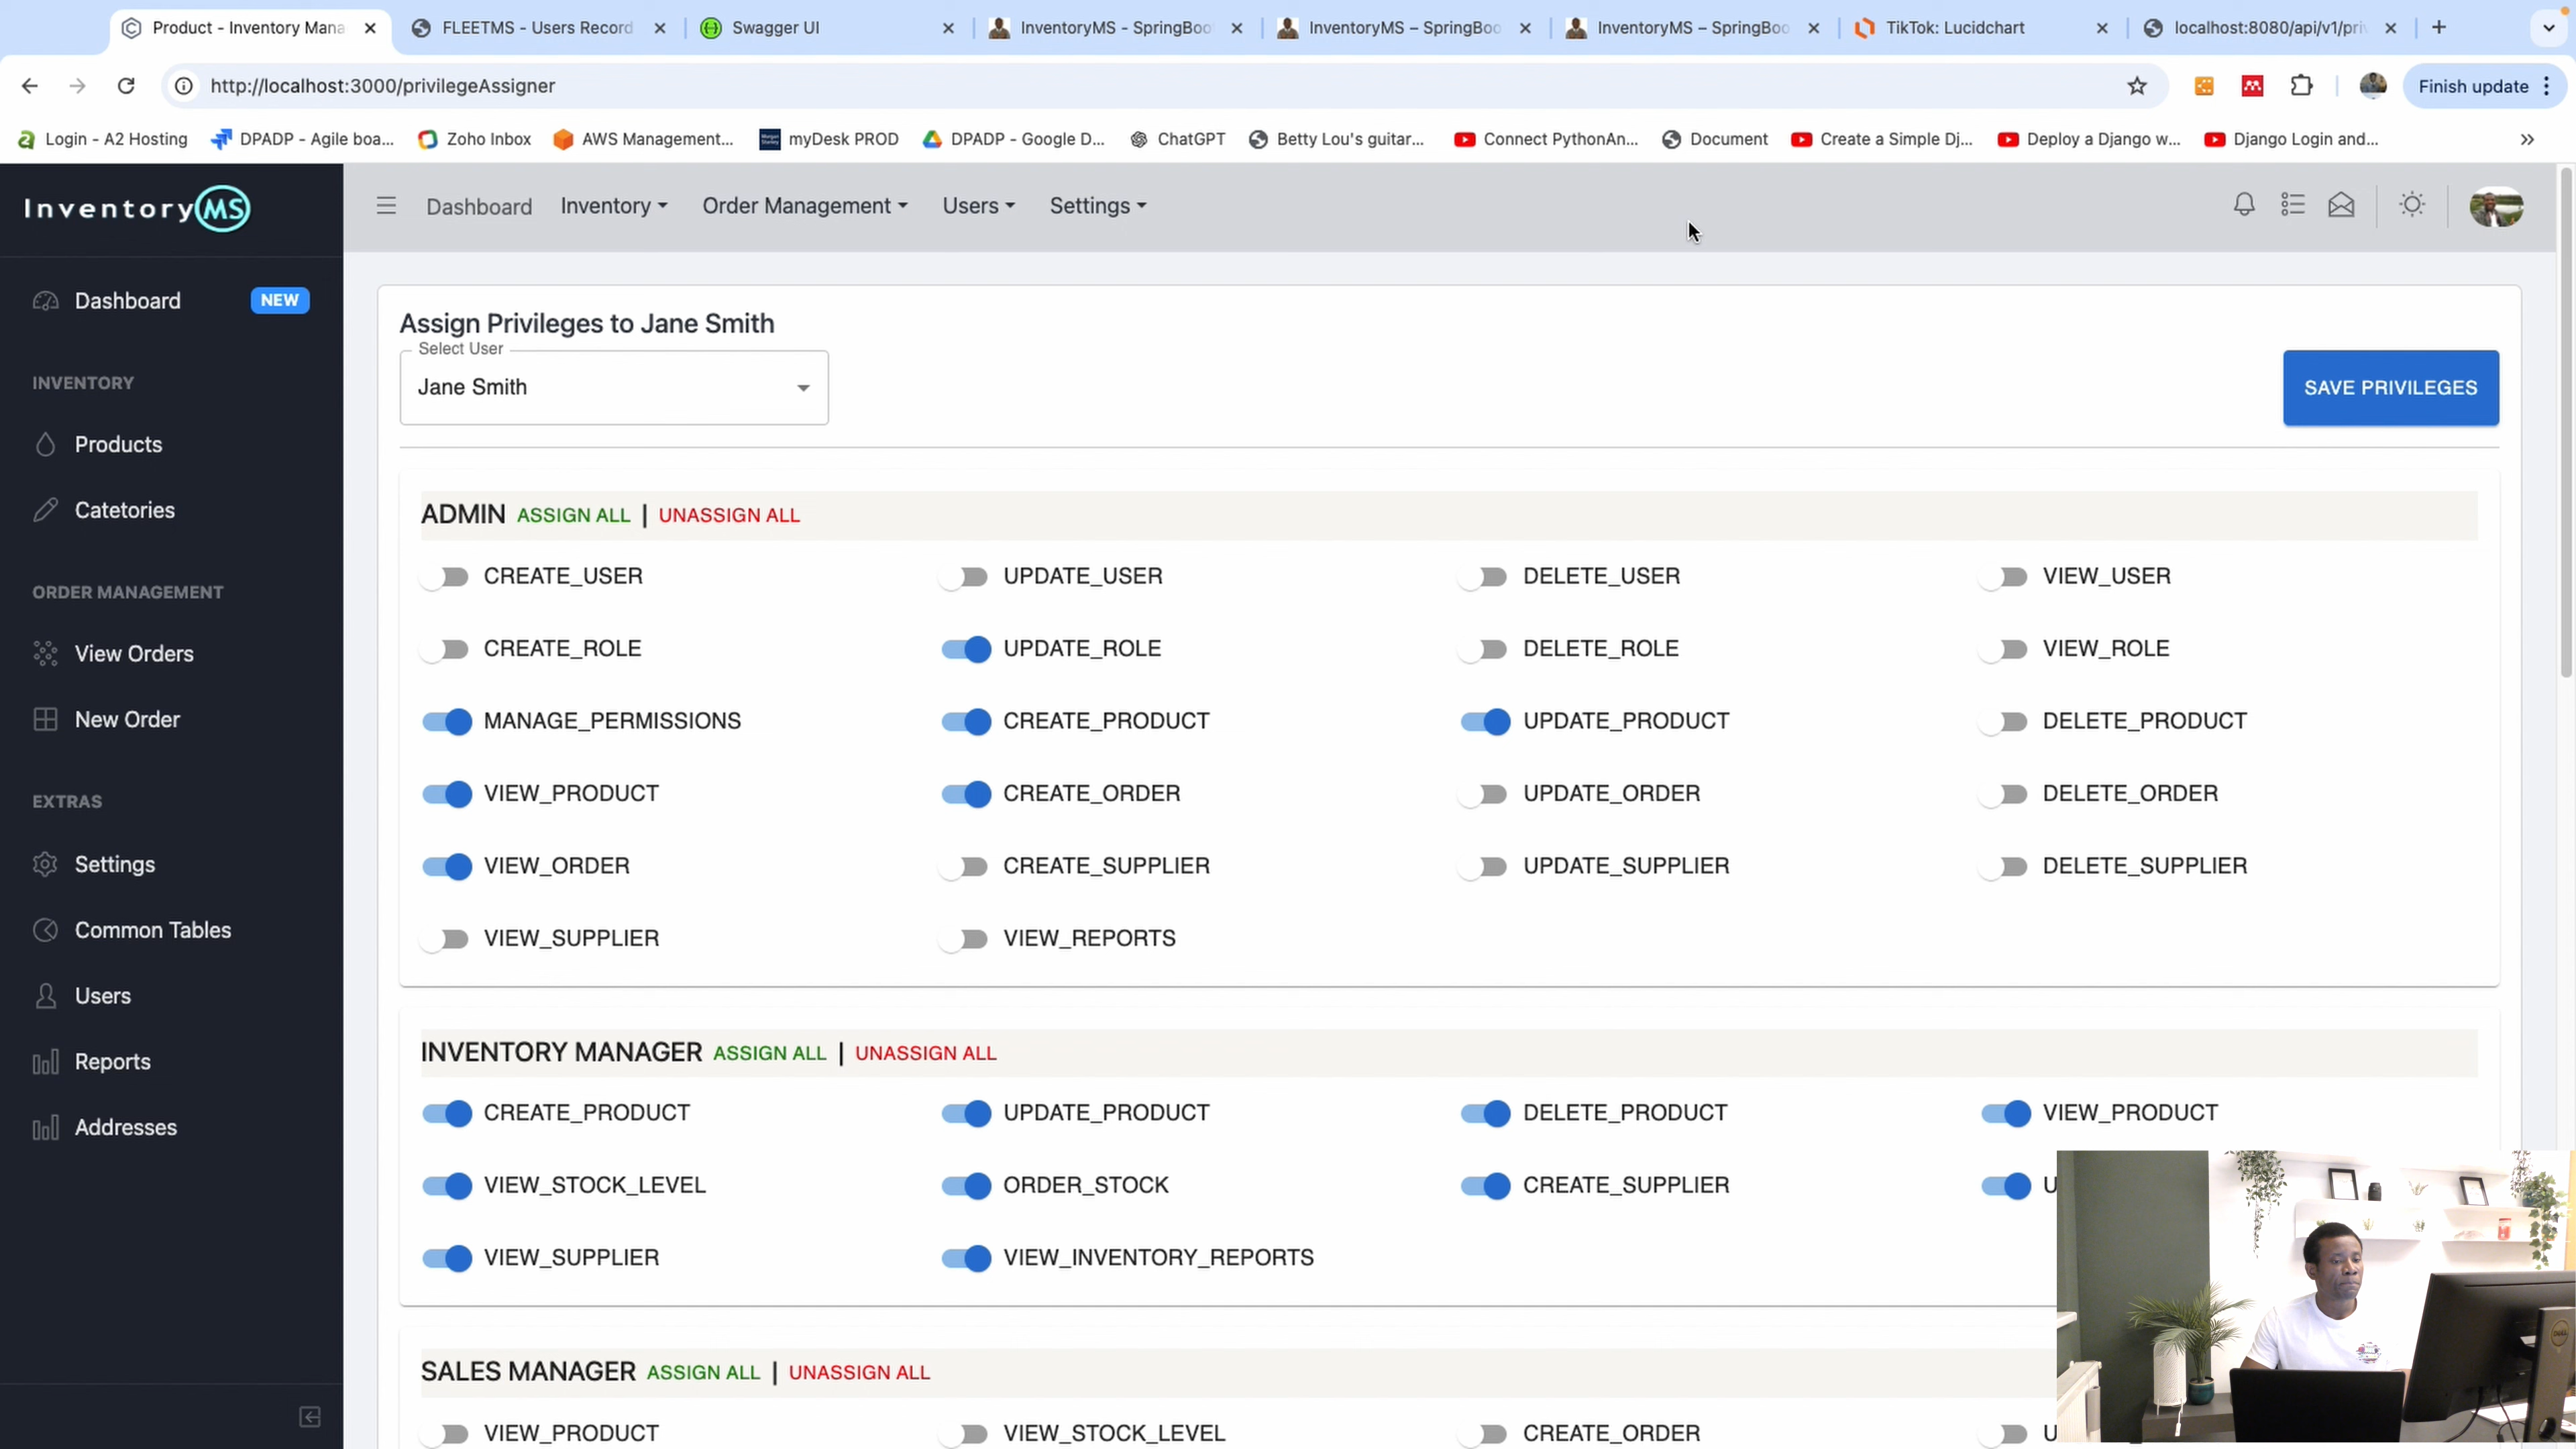 Product - Inventory Mana
FLEETMS - Users Record
Swagger UI
InventoryMS - SpringBoo
InventoryMS – SpringBoo
InventoryMS – SpringBoo
TikTok: Lucidchart
localhost:8080/api/v1/pri
http://localhost:3000/privilegeAssigner
Finish update
Login - A2 Hosting
DPADP - Agile boa...
Zoho Inbox
AWS Management...
myDesk PROD
DPADP - Google D...
ChatGPT
Betty Lou's guitar...
Connect PythonAn...
Document
Create a Simple Dj...
Deploy a Django w...
Django Login and...
InventoryMS
Dashboard Inventory Order Management Users Settings
Dashboard NEW
INVENTORY
Products
Catetories
ORDER MANAGEMENT
View Orders
New Order
EXTRAS
Settings
Common Tables
Users
Reports
Addresses
Assign Privileges to Jane Smith
Select User
Jane Smith
SAVE PRIVILEGES
ADMIN ASSIGN ALL | UNASSIGN ALL
CREATE_USER UPDATE_USER DELETE_USER VIEW_USER
CREATE_ROLE UPDATE_ROLE DELETE_ROLE VIEW_ROLE
MANAGE_PERMISSIONS CREATE_PRODUCT UPDATE_PRODUCT DELETE_PRODUCT
VIEW_PRODUCT CREATE_ORDER UPDATE_ORDER DELETE_ORDER
VIEW_ORDER CREATE_SUPPLIER UPDATE_SUPPLIER DELETE_SUPPLIER
VIEW_SUPPLIER VIEW_REPORTS
INVENTORY MANAGER ASSIGN ALL | UNASSIGN ALL
CREATE_PRODUCT UPDATE_PRODUCT DELETE_PRODUCT VIEW_PRODUCT
VIEW_STOCK_LEVEL ORDER_STOCK CREATE_SUPPLIER U
VIEW_SUPPLIER VIEW_INVENTORY_REPORTS
SALES MANAGER ASSIGN ALL | UNASSIGN ALL
VIEW_PRODUCT VIEW_STOCK_LEVEL CREATE_ORDER U